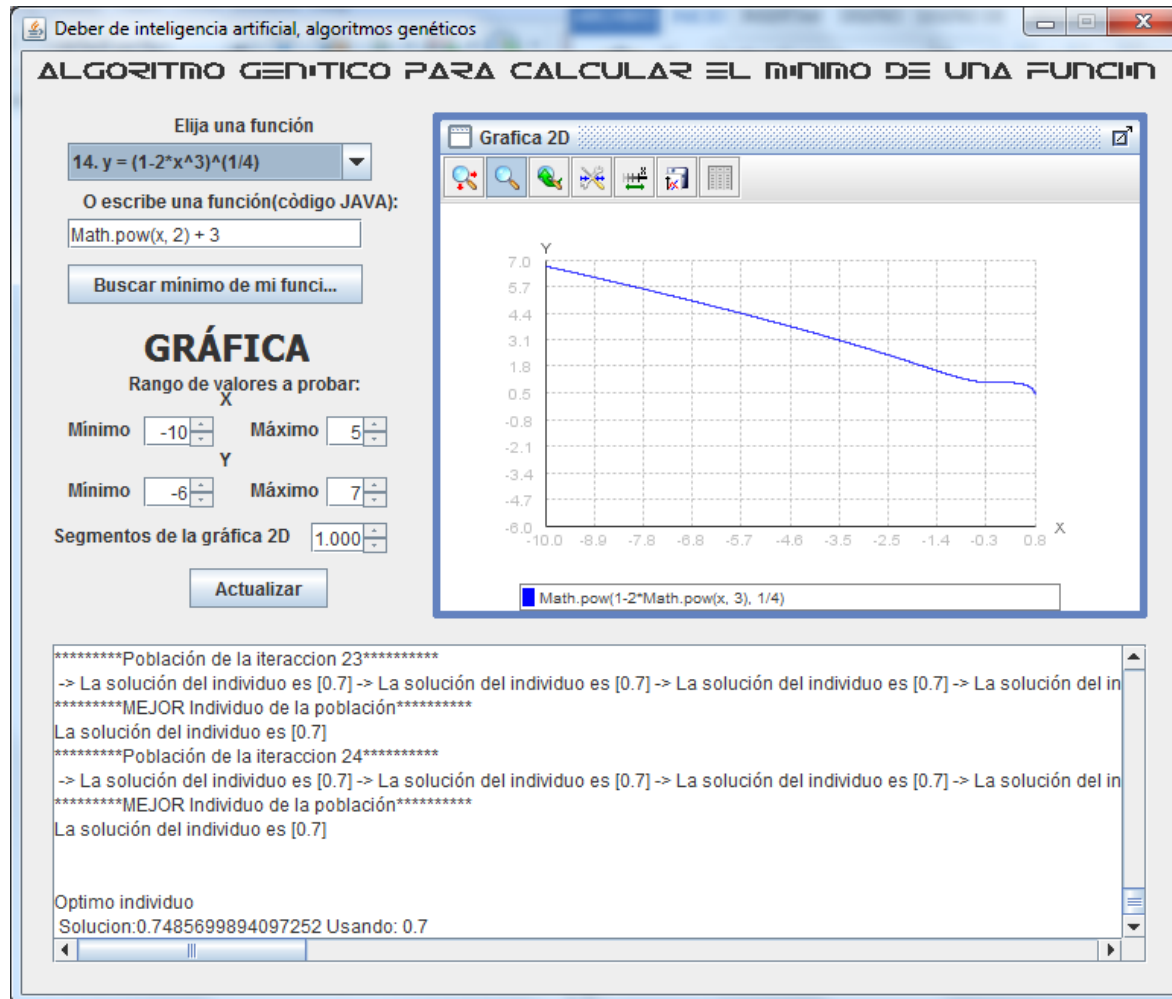 Deber de inteligencia artificial, algoritmos genéticos
ALGORITMO GENTICO PARA CALCULAR EL MNIMO DE UNA FUNCIN
Elija una función
14. y = (1-2*x^3)^(1/4)
O escribe una función(còdigo JAVA):
Math.pow(x, 2) + 3
Buscar mínimo de mi funci...
GRÁFICA
Rango de valores a probar:
X
Mínimo -10 Máximo 5
Y
Mínimo -6 Máximo 7
Segmentos de la gráfica 2D 1.000
Actualizar
Grafica 2D
Y
7.0
5.7
4.4
3.1
1.8
0.5
-0.8
-2.1
-3.4
-4.7
-6.0
X
-10.0 -8.9 -7.8 -6.8 -5.7 -4.6 -3.5 -2.5 -1.4 -0.3 0.8
Math.pow(1-2*Math.pow(x, 3), 1/4)
*********Población de la iteraccion 23**********
-> La solución del individuo es [0.7] -> La solución del individuo es [0.7] -> La solución del individuo es [0.7] -> La solución del in
*********MEJOR Individuo de la población**********
La solución del individuo es [0.7]
*********Población de la iteraccion 24**********
-> La solución del individuo es [0.7] -> La solución del individuo es [0.7] -> La solución del individuo es [0.7] -> La solución del in
*********MEJOR Individuo de la población**********
La solución del individuo es [0.7]
Optimo individuo
Solucion:0.7485699894097252 Usando: 0.7